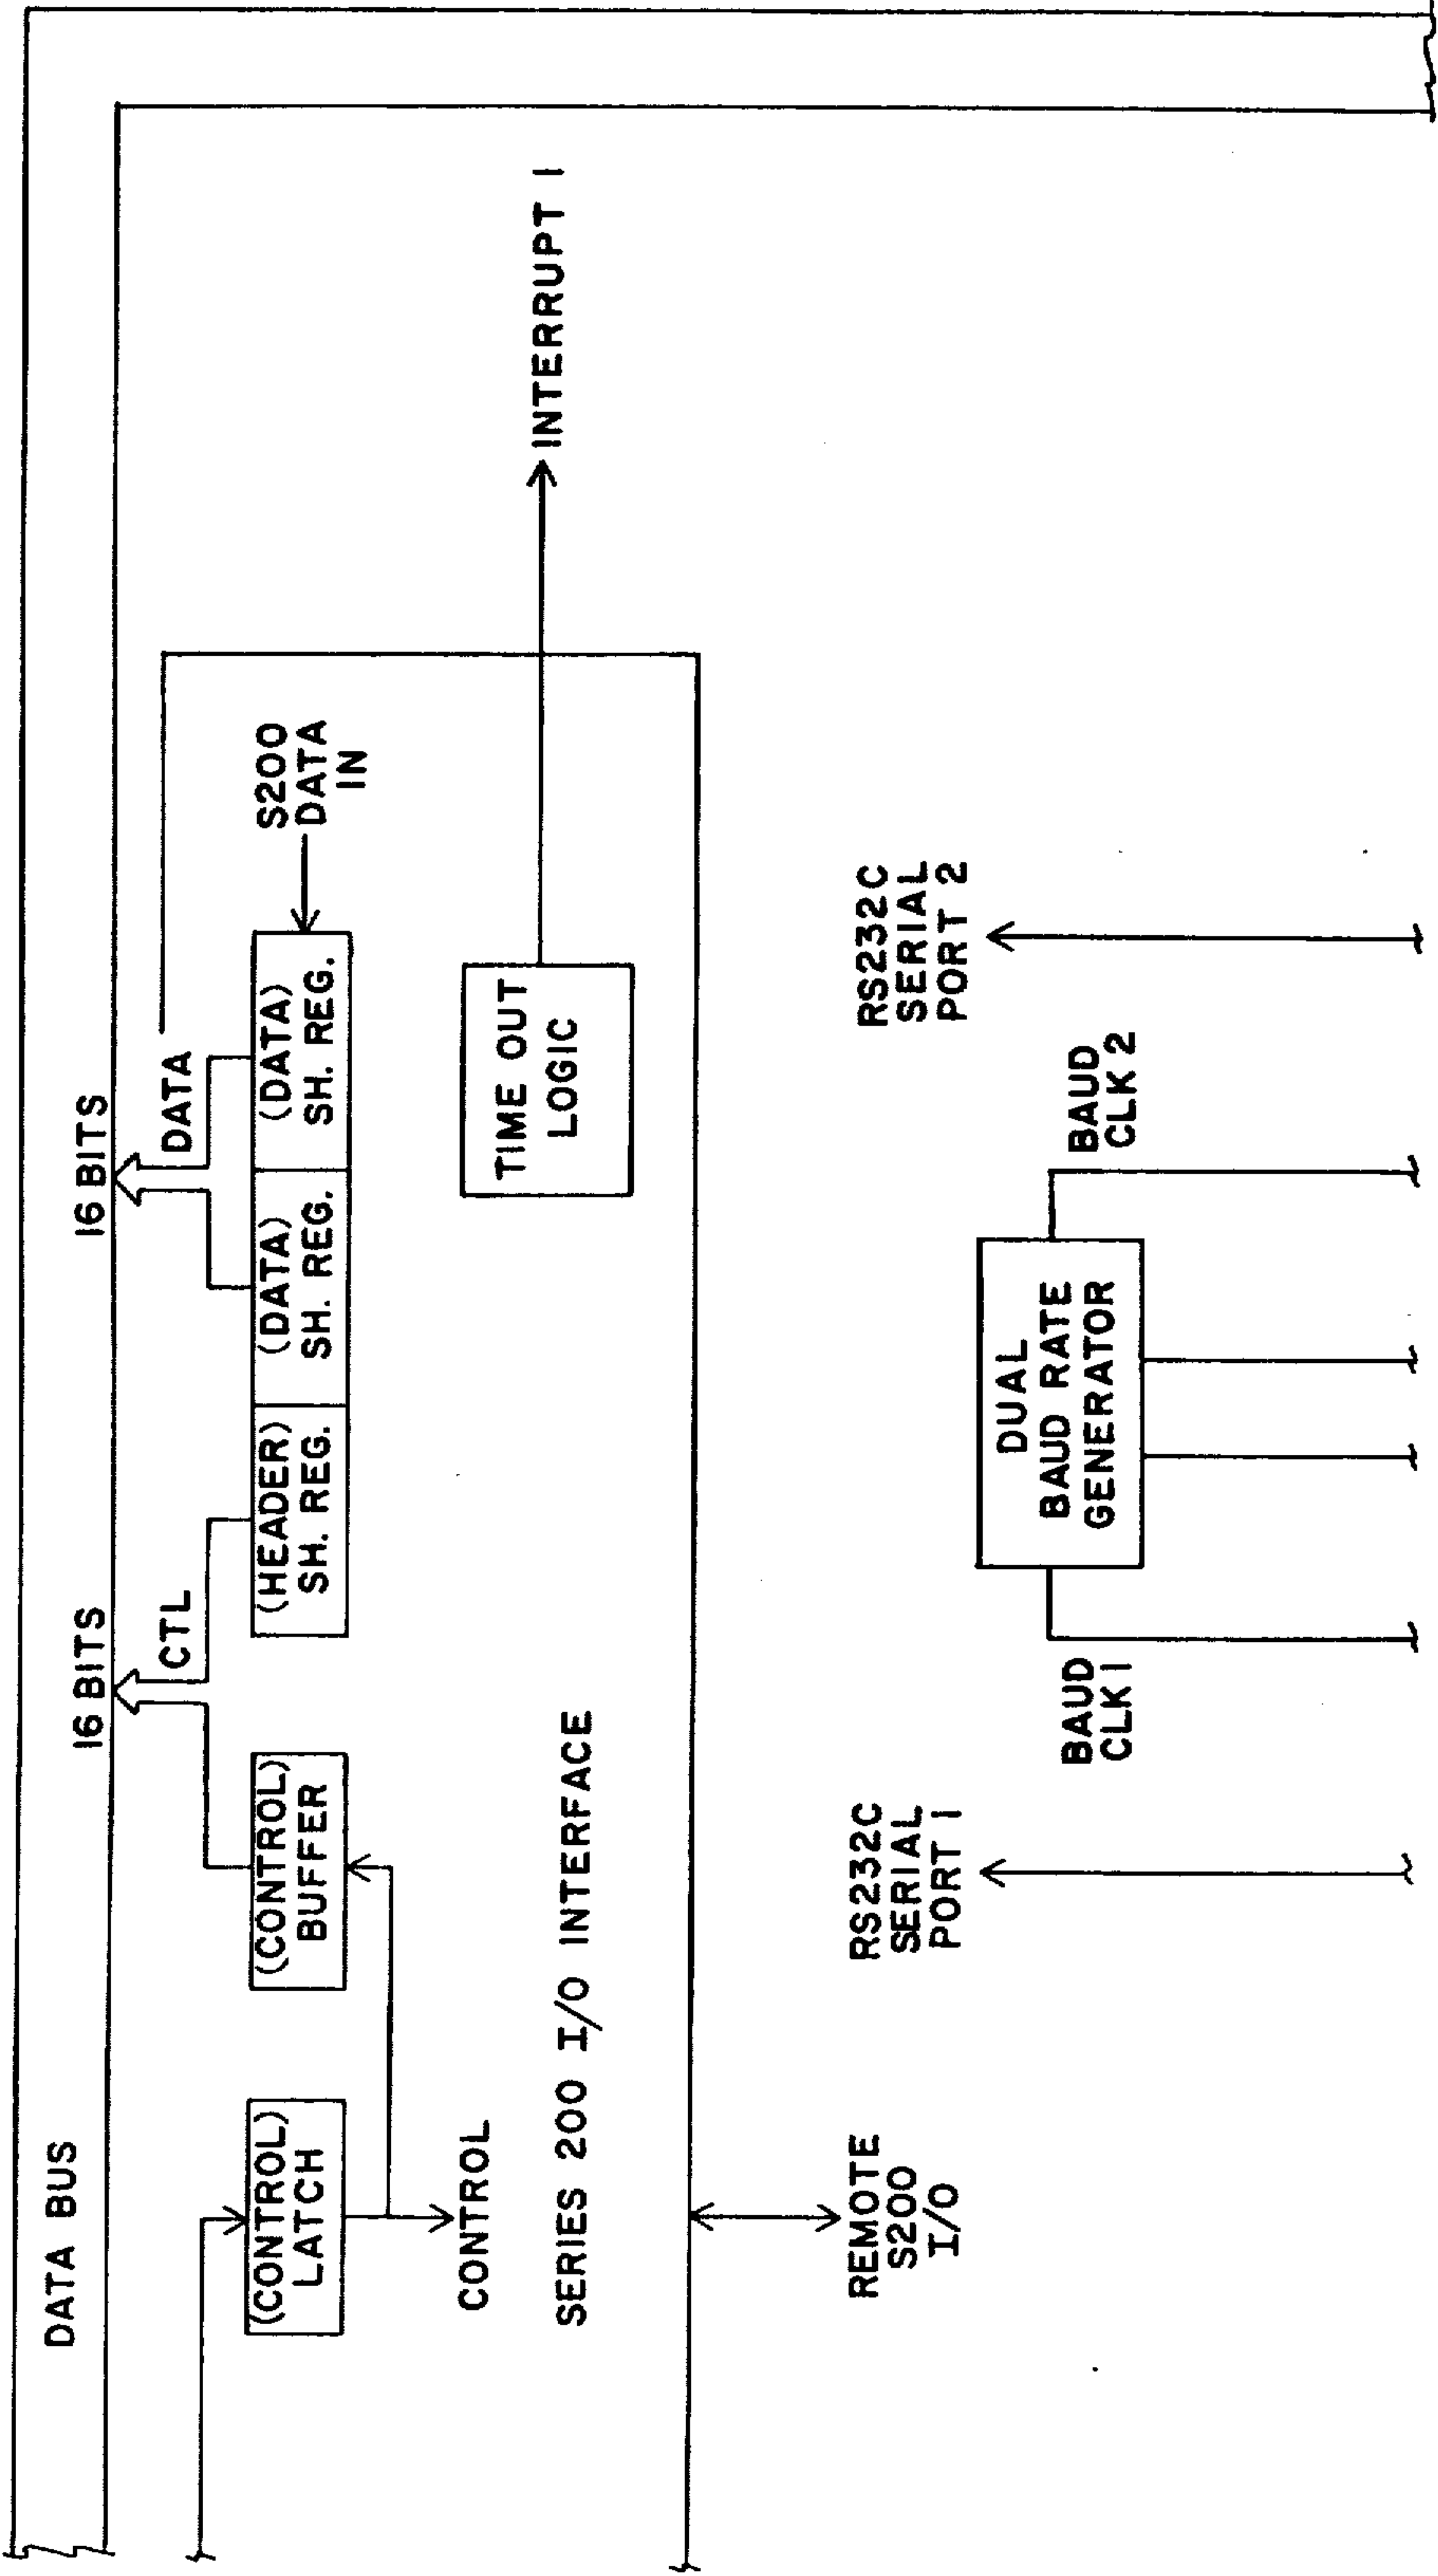 DATA BUS
16 BITS
16 BITS
CTL
DATA
(CONTROL)
LATCH
(CONTROL)
BUFFER
(HEADER)
SH. REG.
(DATA)
SH. REG.
(DATA)
SH. REG.
S200
DATA
IN
CONTROL
TIME OUT
LOGIC
INTERRUPT 1
SERIES 200 I/O INTERFACE
REMOTE
S200
I/O
RS232C
SERIAL
PORT 1
RS232C
SERIAL
PORT 2
BAUD
CLK 1
DUAL
BAUD RATE
GENERATOR
BAUD
CLK 2